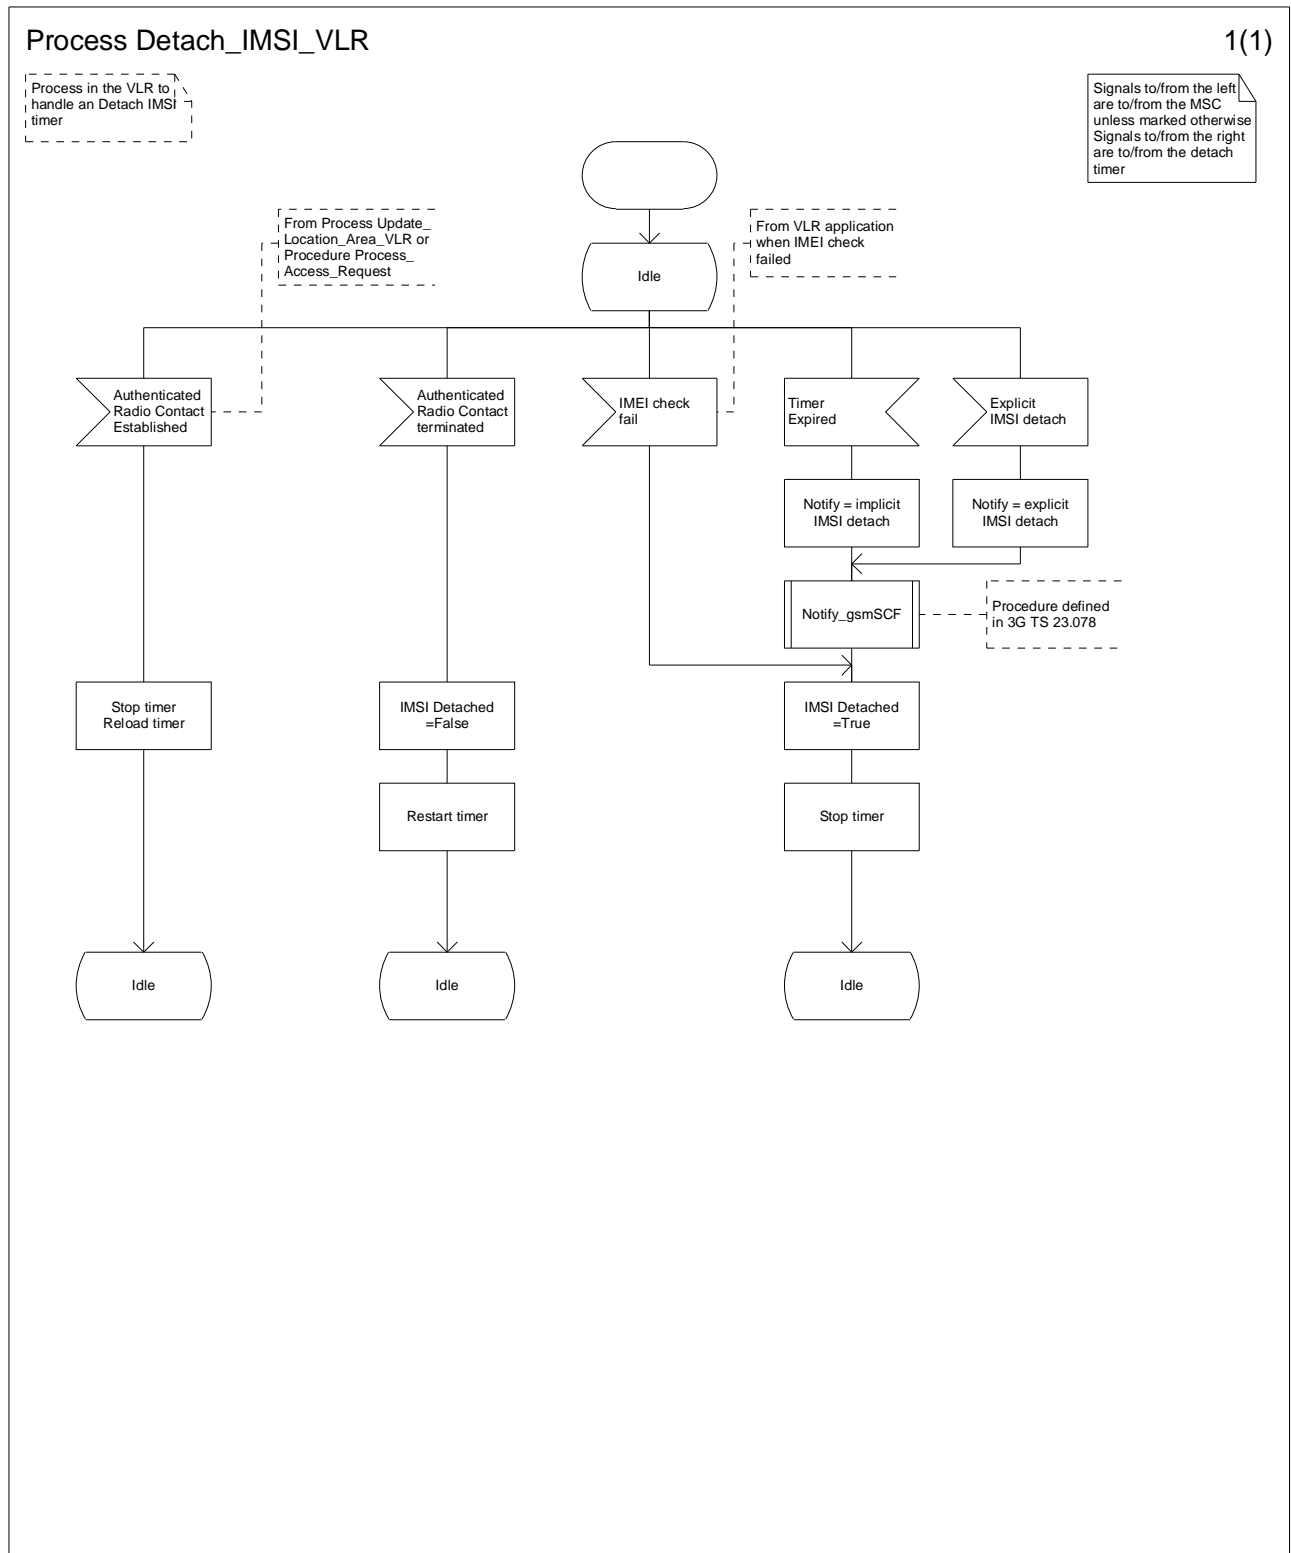 Process Detach_IMSI_VLR
1(1)
Process in the VLR to
handle an Detach IMSI
timer
Signals to/from the left
are to/from the MSC
unless marked otherwise
Signals to/from the right
are to/from the detach
timer
From Process Update_
Location_Area_VLR or
Procedure Process_
Access_Request
From VLR application
when IMEI check
failed
Idle
Authenticated
Radio Contact
Established
Authenticated
Radio Contact
terminated
IMEI check
fail
Timer
Expired
Explicit
IMSI detach
Notify = implicit
IMSI detach
Notify = explicit
IMSI detach
Notify_gsmSCF
Procedure defined
in 3G TS 23.078
Stop timer
Reload timer
IMSI Detached
=False
IMSI Detached
=True
Restart timer
Stop timer
Idle
Idle
Idle